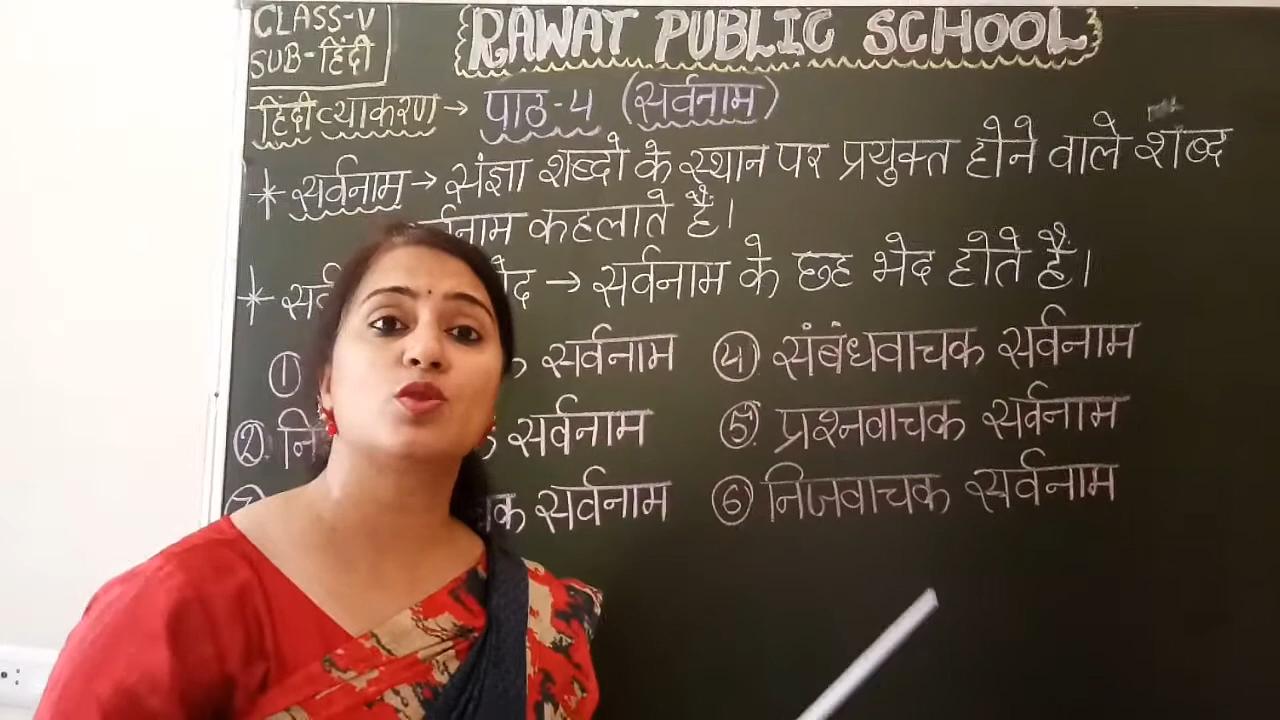 CLASS-V
SUB-हिंदी
RAWAT PUBLIC SCHOOL
हिंदी व्याकरण → पाठ-4 (सर्वनाम)
* सर्वनाम → संज्ञा शब्दों के स्थान पर प्रयुक्त होने वाले शब्द
कहलाते हैं।
* → सर्वनाम के छह भेद होते हैं।
① सर्वनाम
② सर्वनाम
सर्वनाम
④ संबंधवाचक सर्वनाम
⑤ प्रश्नवाचक सर्वनाम
⑥ निजवाचक सर्वनाम